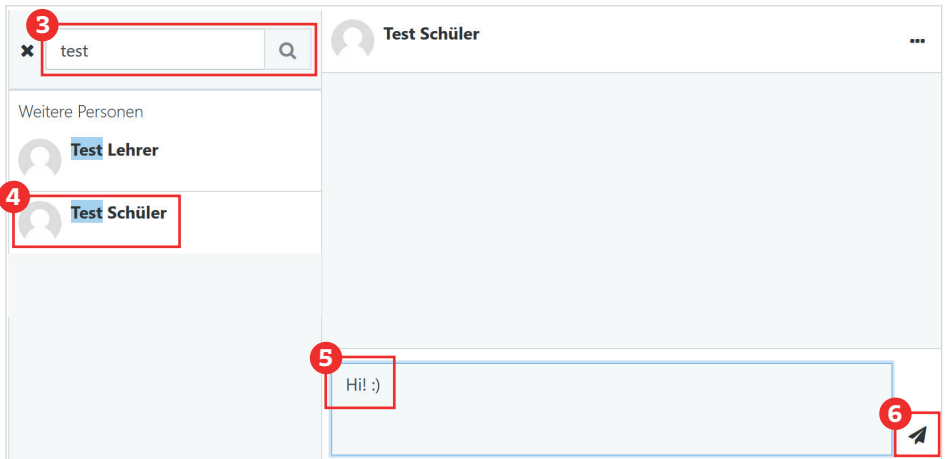 3
test
Weitere Personen
Test Lehrer
4
Test Schüler
Test Schüler
5
Hi! :)
6